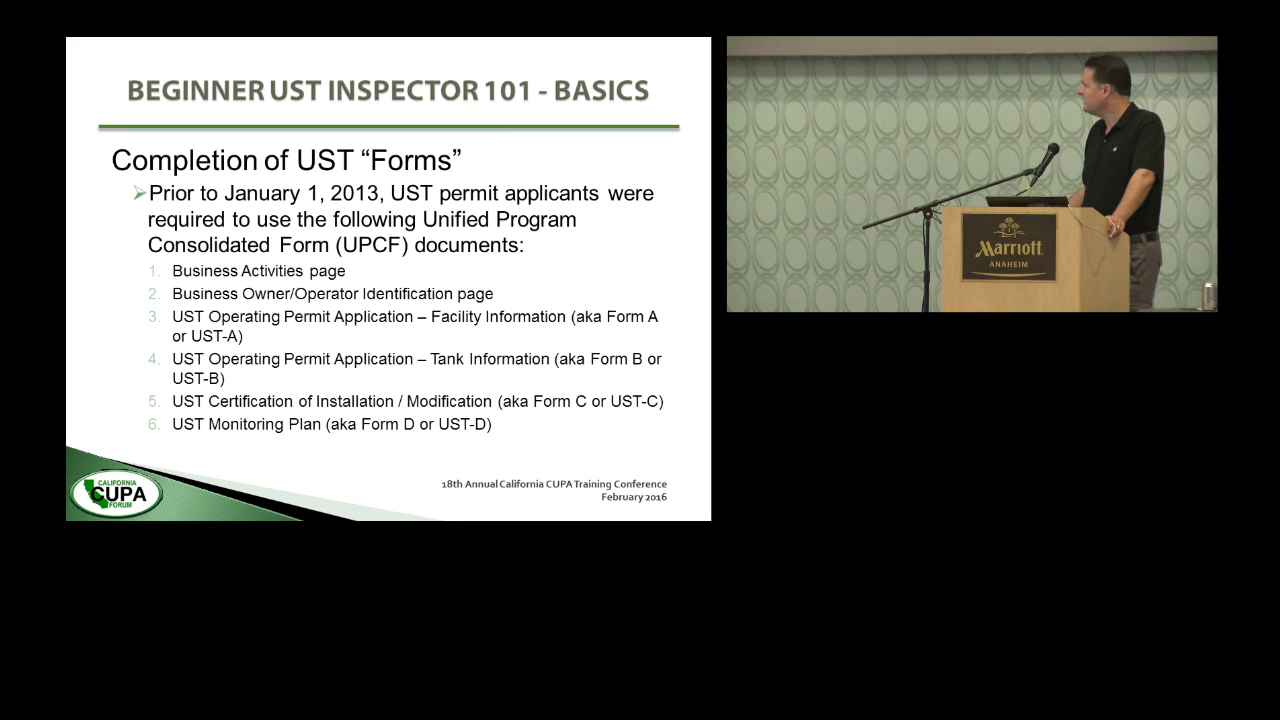 BEGINNER UST INSPECTOR 101 - BASICS
Completion of UST “Forms”
Prior to January 1, 2013, UST permit applicants were
required to use the following Unified Program
Consolidated Form (UPCF) documents:
1. Business Activities page
2. Business Owner/Operator Identification page
3. UST Operating Permit Application – Facility Information (aka Form A
or UST-A)
4. UST Operating Permit Application – Tank Information (aka Form B or
UST-B)
5. UST Certification of Installation / Modification (aka Form C or UST-C)
6. UST Monitoring Plan (aka Form D or UST-D)
18th Annual California CUPA Training Conference
February 2016
CALIFORNIA
CUPA
FORUM
Marriott
ANAHEIM